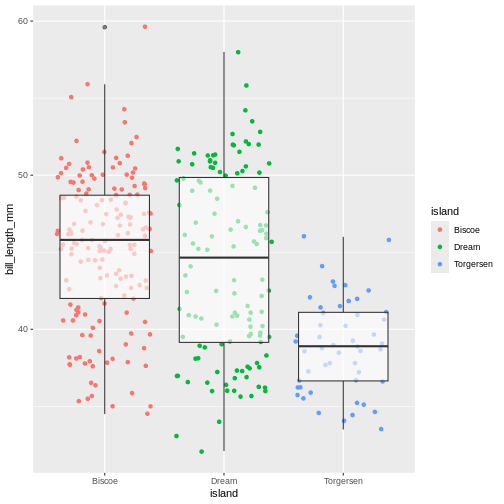 60
50
40
bill_length_mm
Biscoe
Dream
Torgersen
island
island
Biscoe
Dream
Torgersen